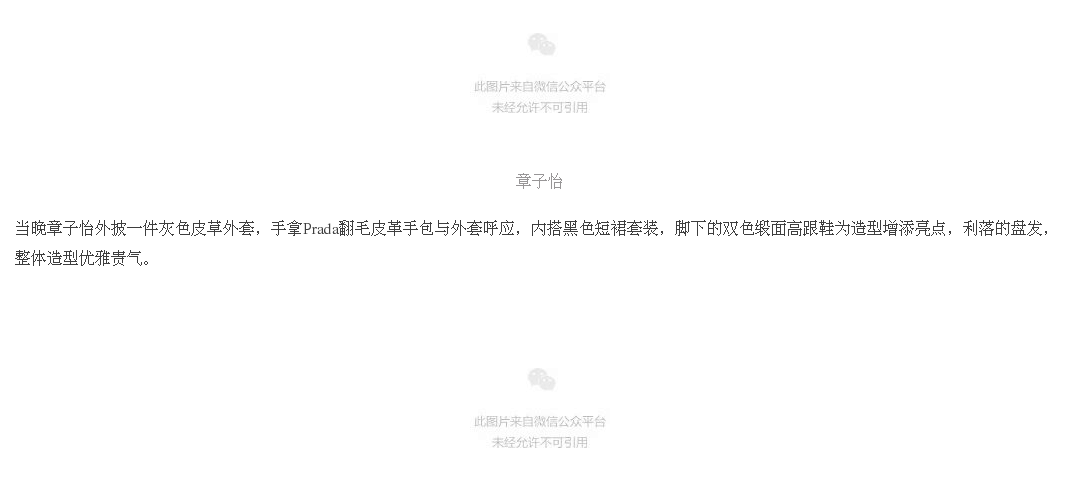 此图片来自微信公众平台
未经允许不可引用
章子怡
当晚章子怡外披一件灰色皮草外套，手拿Prada翻毛皮革手包与外套呼应，内搭黑色短裙套装，脚下的双色缎面高跟鞋为造型增添亮点，利落的盘发，
整体造型优雅贵气。
此图片来自微信公众平台
未经允许不可引用